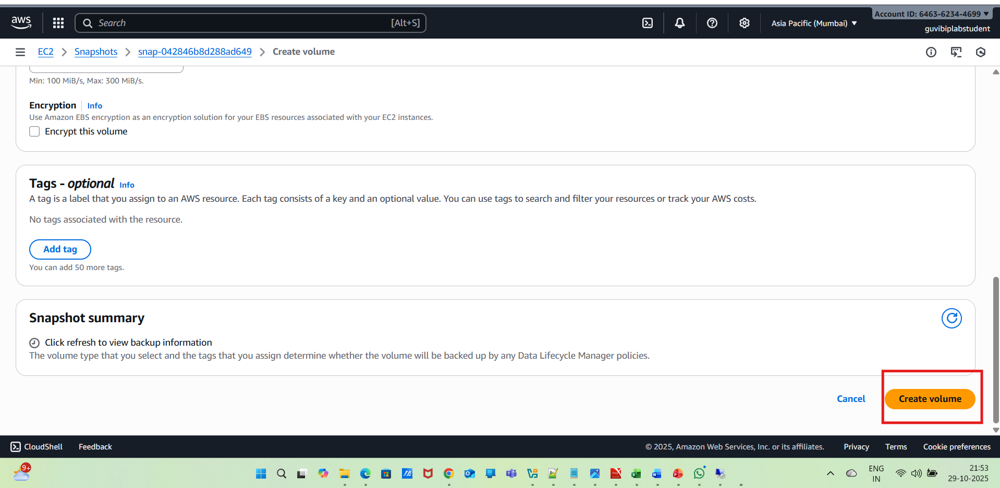 aws
Search
[Alt+S]
Asia Pacific (Mumbai)
Account ID: 6463-6234-4699
guvibiplabstudent
EC2 > Snapshots > snap-042846b8d288ad649 > Create volume
Min: 100 MiB/s, Max: 300 MiB/s.
Encryption Info
Use Amazon EBS encryption as an encryption solution for your EBS resources associated with your EC2 instances.
Encrypt this volume
Tags - optional Info
A tag is a label that you assign to an AWS resource. Each tag consists of a key and an optional value. You can use tags to search and filter your resources or track your AWS costs.
No tags associated with the resource.
Add tag
You can add 50 more tags.
Snapshot summary
Click refresh to view backup information
The volume type that you select and the tags that you assign determine whether the volume will be backed up by any Data Lifecycle Manager policies.
Cancel
Create volume
CloudShell Feedback
© 2025, Amazon Web Services, Inc. or its affiliates. Privacy Terms Cookie preferences
9+
ENG
IN
21:53
29-10-2025